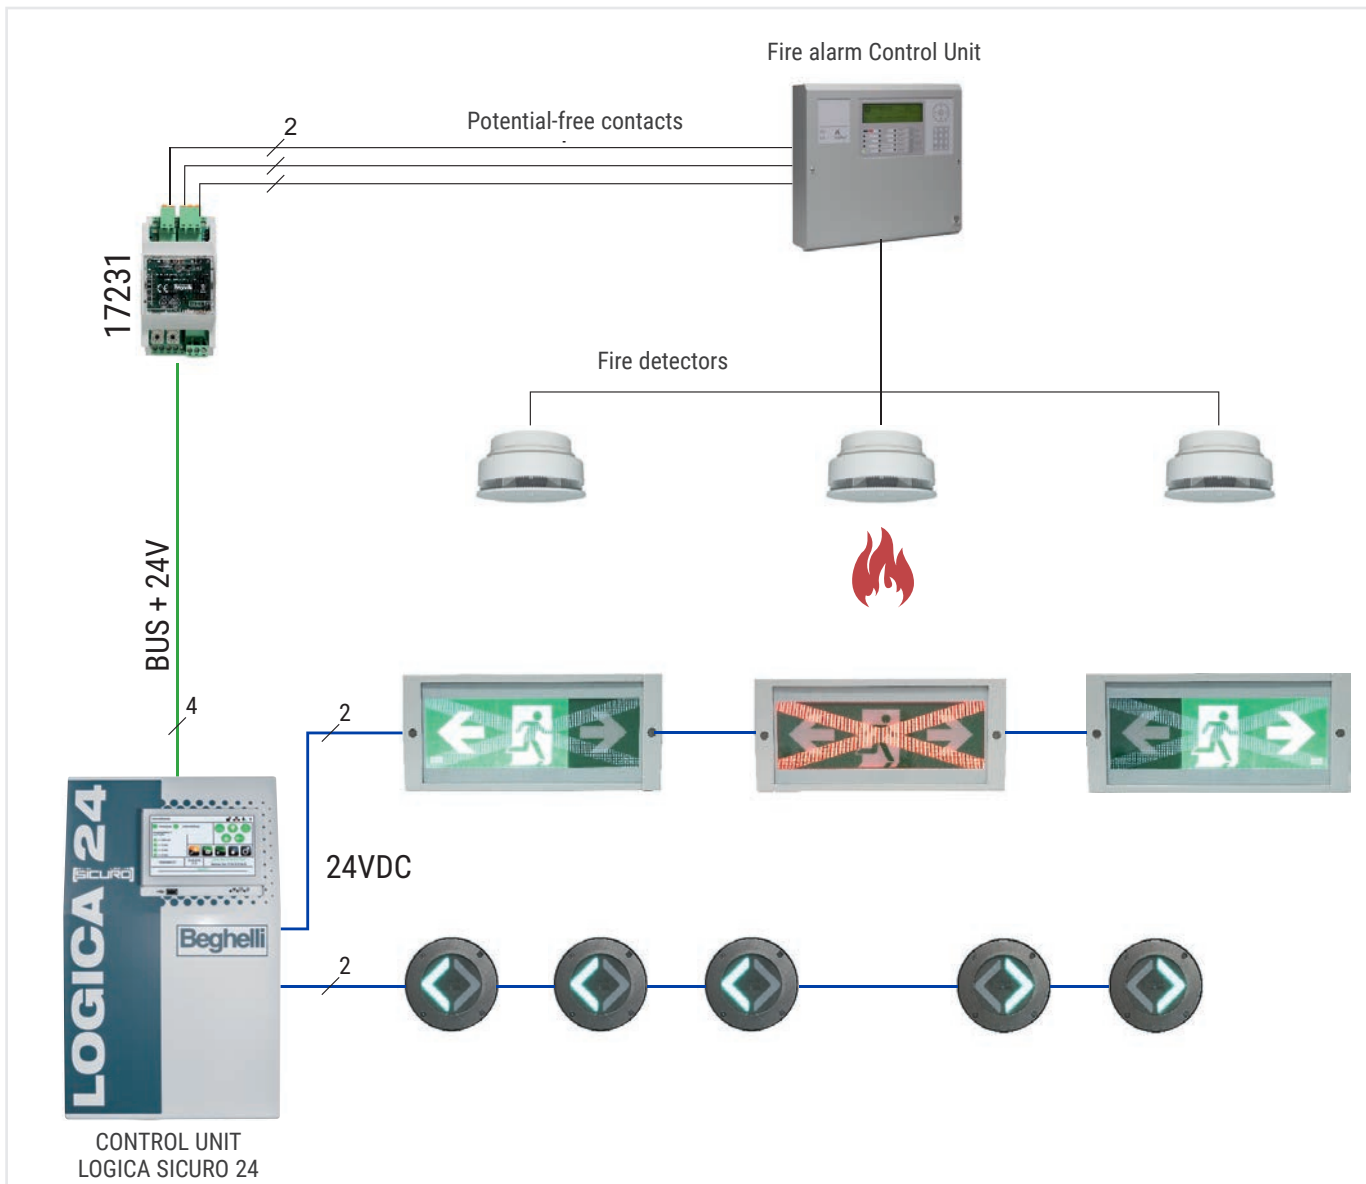 Fire alarm Control Unit
Potential-free contacts
2
17231
Fire detectors
BUS + 24V
4
2
24VDC
2
LOGICA 24
[SICURO]
Beghelli
CONTROL UNIT
LOGICA SICURO 24